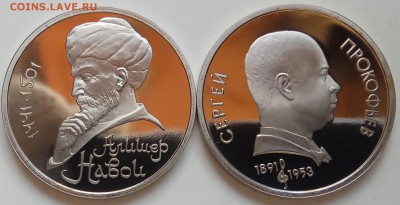 COINS.LAVE.RU
1441-1501
Алишер
Навои
СЕРГЕЙ ПРОКОФЬЕВ
1891 1953